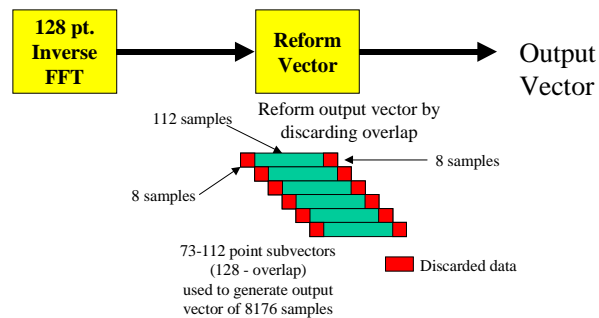 128 pt.
Inverse
FFT
Reform
Vector
Output
Vector
112 samples
Reform output vector by
discarding overlap
8 samples
8 samples
73-112 point subvectors
(128 - overlap)
used to generate output
vector of 8176 samples
Discarded data